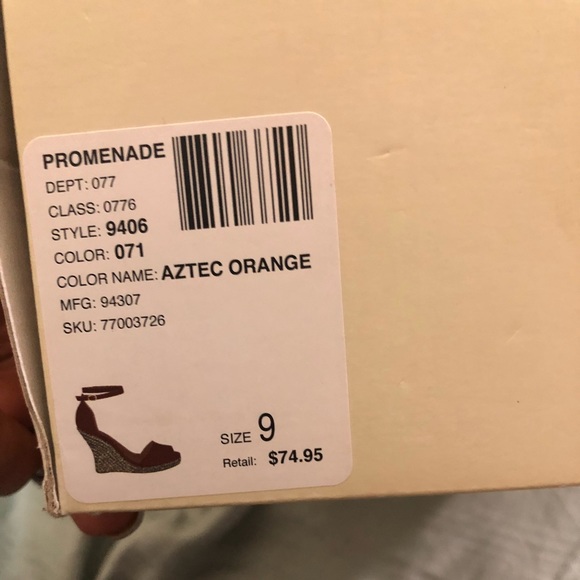 PROMENADE
DEPT: 077
CLASS: 0776
STYLE: 9406
COLOR: 071
COLOR NAME: AZTEC ORANGE
MFG: 94307
SKU: 77003726
SIZE 9
Retail: $74.95